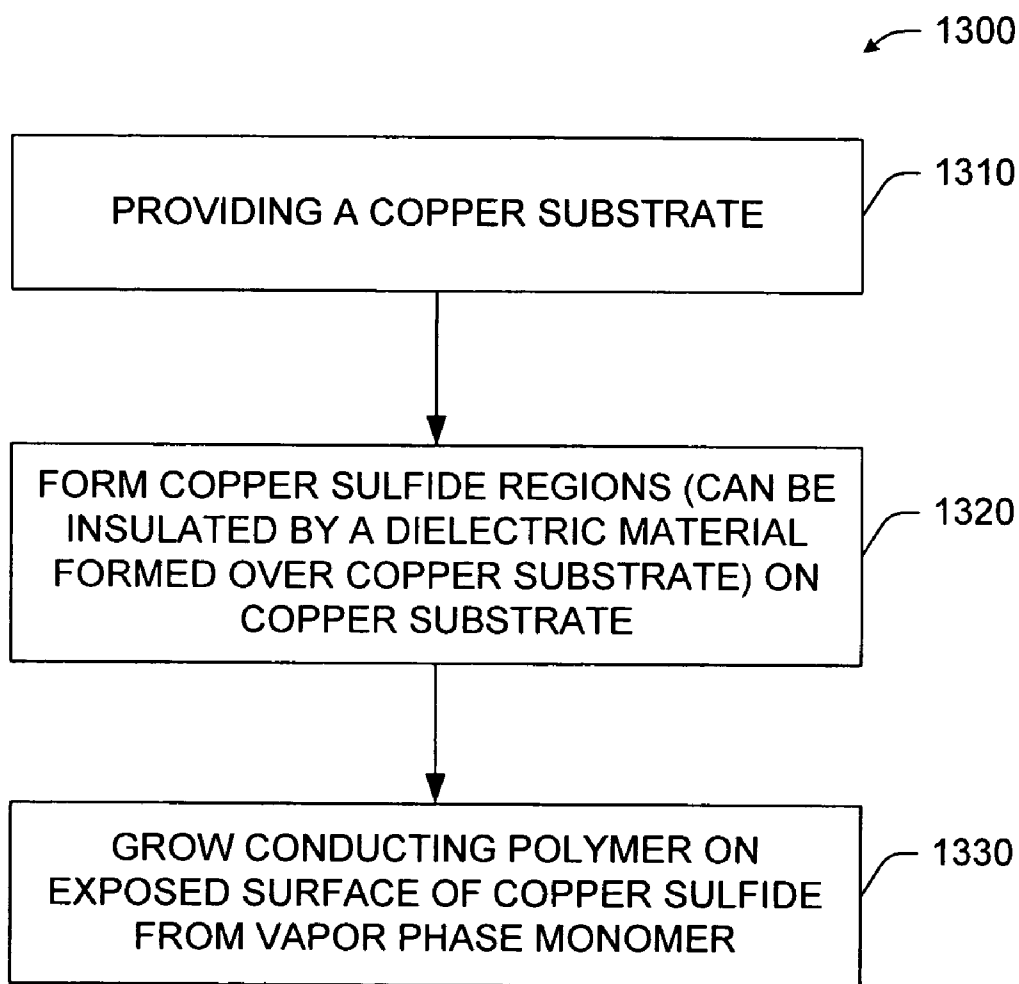 1300
PROVIDING A COPPER SUBSTRATE
1310
FORM COPPER SULFIDE REGIONS (CAN BE
INSULATED BY A DIELECTRIC MATERIAL
FORMED OVER COPPER SUBSTRATE) ON
COPPER SUBSTRATE
1320
GROW CONDUCTING POLYMER ON
EXPOSED SURFACE OF COPPER SULFIDE
FROM VAPOR PHASE MONOMER
1330